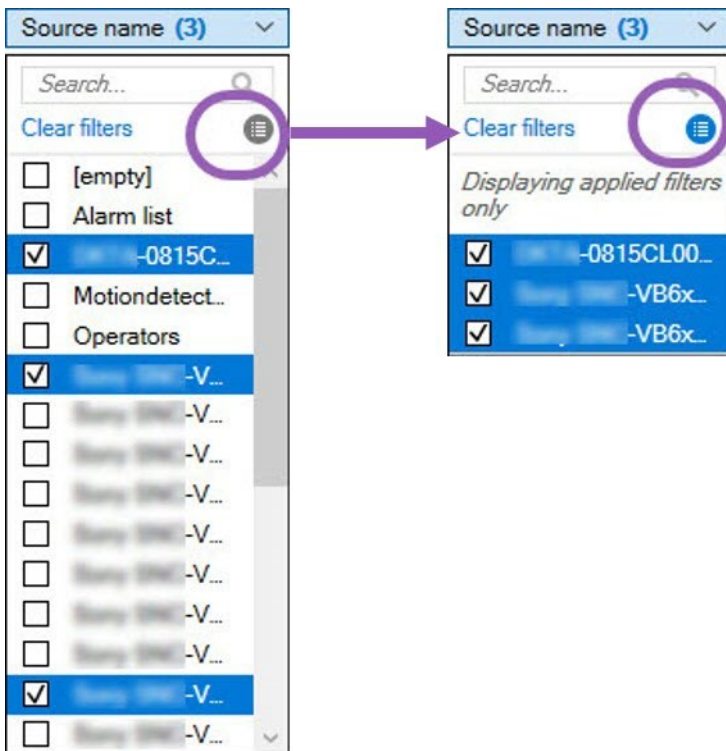 Source name (3)
Search...
Clear filters
[empty]
Alarm list
-0815C...
Motiondetect...
Operators
-V...
-V...
-V...
-V...
-V...
-V...
-V...
-V...
-V...
-V...
Source name (3)
Search...
Clear filters
Displaying applied filters
only
-0815CL00...
-VB6x...
-VB6x...